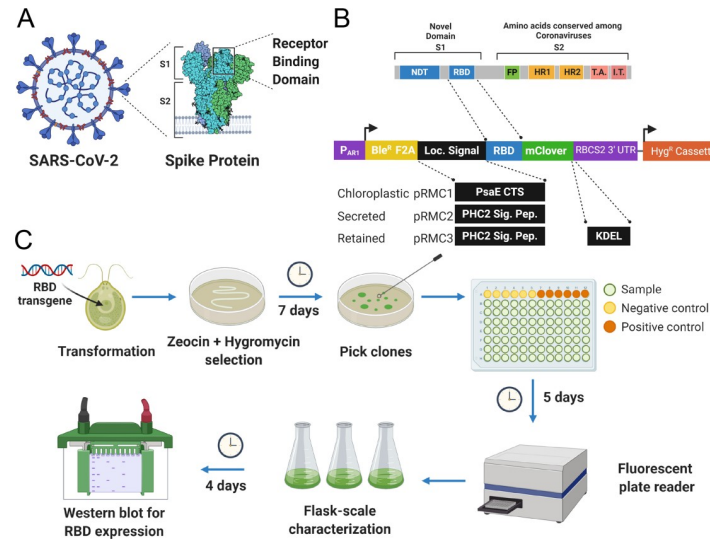 A
S1
S2
Receptor
Binding
Domain
SARS-CoV-2
Spike Protein
B
Novel
Domain
S1
Amino acids conserved among
Coronaviruses
S2
NDT RBD FP HR1 HR2 T.A. I.T.
PAR1 BleR F2A Loc. Signal RBD mClover RBCS2 3' UTR HygR Cassett
Chloroplastic pRMC1 PsaE CTS
Secreted pRMC2 PHC2 Sig. Pep.
Retained pRMC3 PHC2 Sig. Pep. KDEL
C
RBD
transgene
Transformation
Zeocin + Hygromycin
selection
7 days
Pick clones
Sample
Negative control
Positive control
5 days
Fluorescent
plate reader
Flask-scale
characterization
4 days
Western blot for
RBD expression